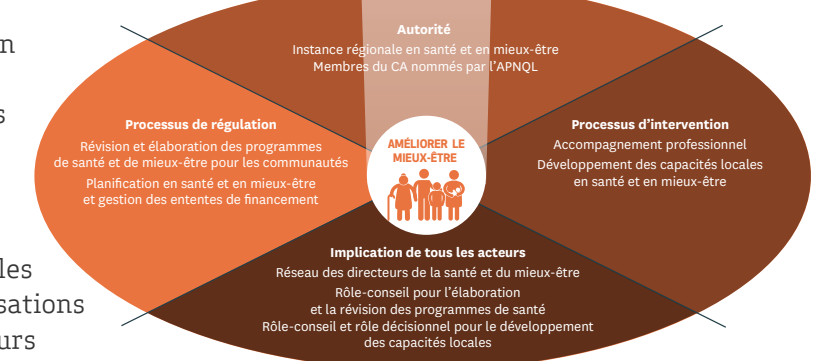 n
s
les
sations
urs
Autorité
Instance régionale en santé et en mieux-être
Membres du CA nommés par l'APNQL
Processus de régulation
Révision et élaboration des programmes
de santé et de mieux-être pour les communautés
Planification en santé et en mieux-être
et gestion des ententes de financement
AMÉLIORER LE
MIEUX-ÊTRE
Processus d'intervention
Accompagnement professionnel
Développement des capacités locales
en santé et en mieux-être
Implication de tous les acteurs
Réseau des directeurs de la santé et du mieux-être
Rôle-conseil pour l'élaboration
et la révision des programmes de santé
Rôle-conseil et rôle décisionnel pour le développement
des capacités locales